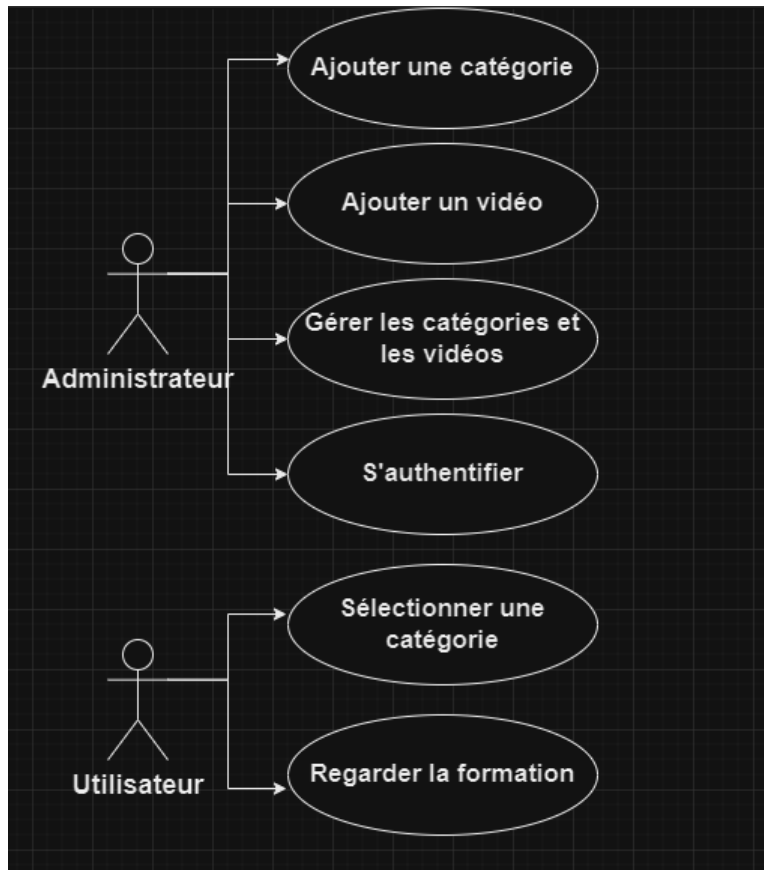 Ajouter une catégorie
Ajouter un vidéo
Gérer les catégories et
les vidéos
Administrateur
S'authentifier
Sélectionner une
catégorie
Regarder la formation
Utilisateur